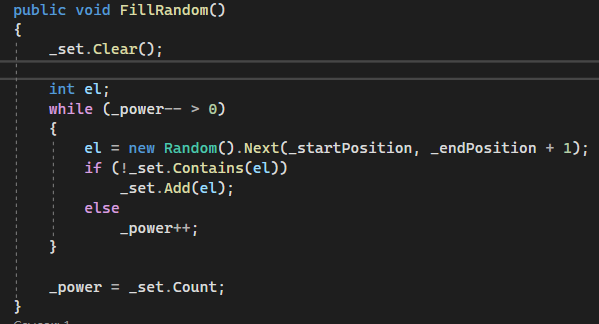 public void FillRandom()
{
_set.Clear();
int el;
while (_power-- > 0)
{
el = new Random().Next(_startPosition, _endPosition + 1);
if (!_set.Contains(el))
_set.Add(el);
else
_power++;
}
_power = _set.Count;
}